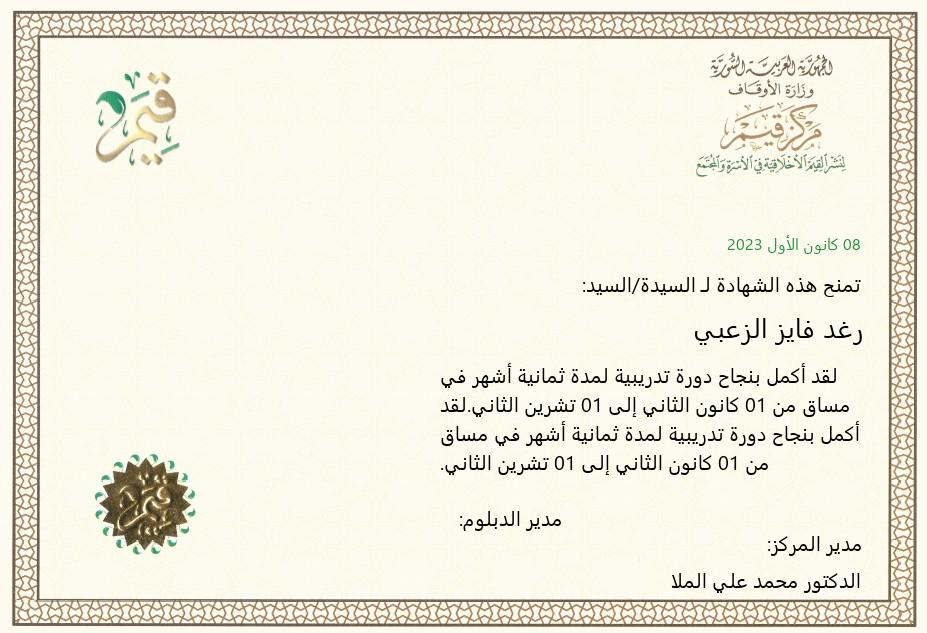 الجمهورية العربية السورية
وزارة الأوقاف
مركز قيم
لنشر القيم الأخلاقية في الأسرة والمجتمع
قيم
08 كانون الأول 2023
تمنح هذه الشهادة لـ السيدة/السيد:
رغد فايز الزعبي
لقد أكمل بنجاح دورة تدريبية لمدة ثمانية أشهر في
مساق من 01 كانون الثاني إلى 01 تشرين الثاني.لقد
أكمل بنجاح دورة تدريبية لمدة ثمانية أشهر في مساق
من 01 كانون الثاني إلى 01 تشرين الثاني.
قيم
مدير الدبلوم:
مدير المركز:
الدكتور محمد علي الملا